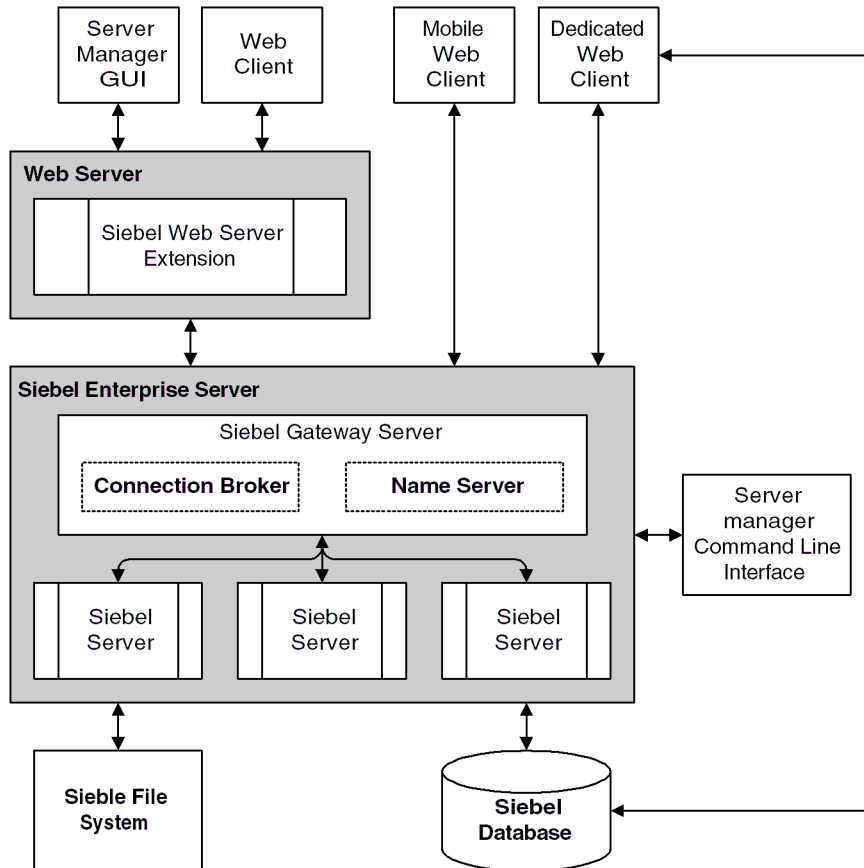 Server
Manager
GUI
Web
Client
Mobile
Web
Client
Dedicated
Web
Client
Web Server
Siebel Web Server
Extension
Siebel Enterprise Server
Siebel Gateway Server
Connection Broker
Name Server
Server
manager
Command Line
Interface
Siebel
Server
Siebel
Server
Siebel
Server
Sieble File
System
Siebel
Database